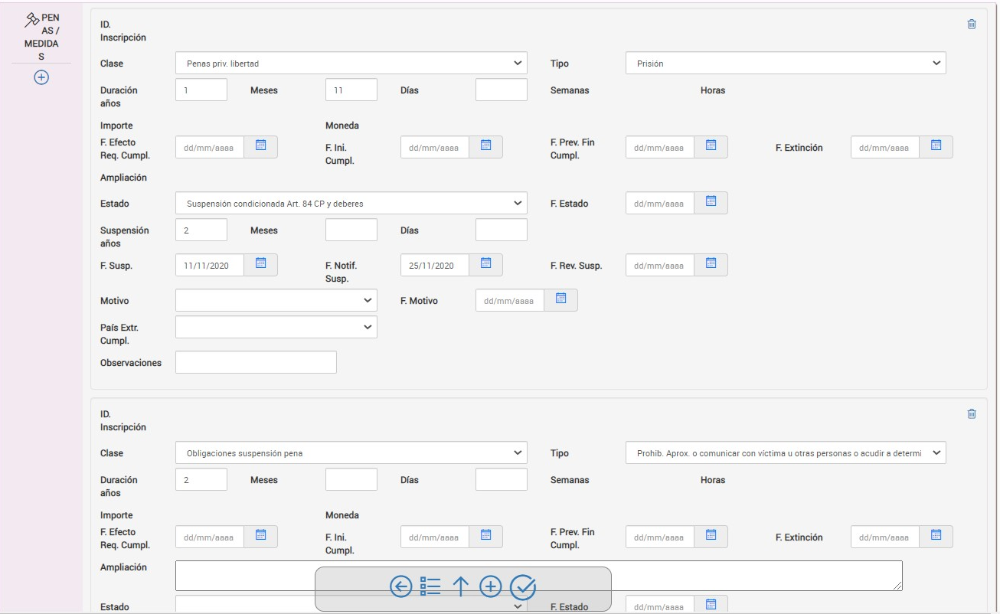 PEN
AS /
MEDIDA
S
ID.
Inscripción
Clase Penas priv. libertad Tipo Prisión
Duración
años 1 Meses 11 Días Semanas Horas
Importe Moneda
F. Efecto
Req. Cumpl. dd/mm/aaaa F. Ini.
Cumpl. dd/mm/aaaa F. Prev. Fin
Cumpl. dd/mm/aaaa F. Extinción dd/mm/aaaa
Ampliación
Estado Suspensión condicionada Art. 84 CP y deberes F. Estado dd/mm/aaaa
Suspensión
años 2 Meses Días
F. Susp. 11/11/2020 F. Notif.
Susp. 25/11/2020 F. Rev. Susp. dd/mm/aaaa
Motivo F. Motivo dd/mm/aaaa
País Extr.
Cumpl.
Observaciones
ID.
Inscripción
Clase Obligaciones suspensión pena Tipo Prohib. Aprox. o comunicar con víctima u otras personas o acudir a determi
Duración
años 2 Meses Días Semanas Horas
Importe Moneda
F. Efecto
Req. Cumpl. dd/mm/aaaa F. Ini.
Cumpl. dd/mm/aaaa F. Prev. Fin
Cumpl. dd/mm/aaaa F. Extinción dd/mm/aaaa
Ampliación
Estado F. Estado dd/mm/aaaa